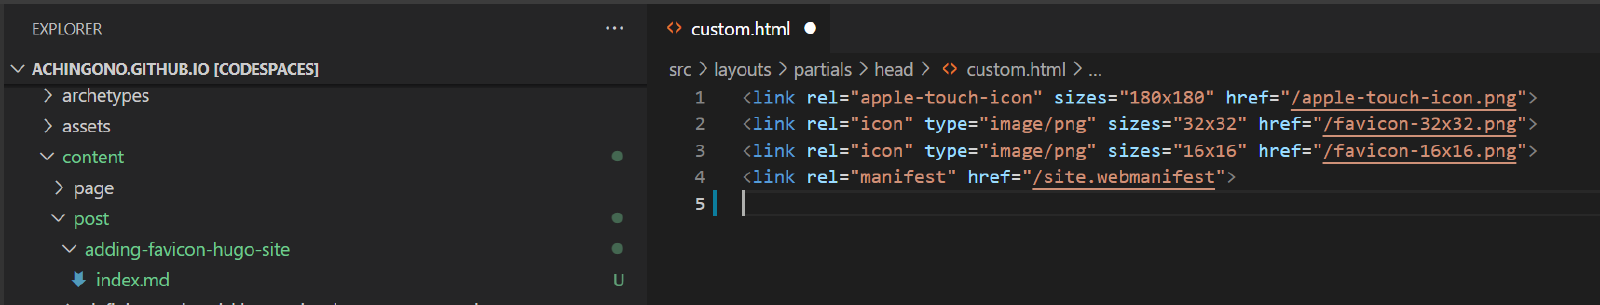 EXPLORER ...
ACHINGONO.GITHUB.IO [CODESPACES]
archetypes
assets
content
page
post
adding-favicon-hugo-site
index.md U
custom.html
src > layouts > partials > head > custom.html > ...
1 <link rel="apple-touch-icon" sizes="180x180" href="/apple-touch-icon.png">
2 <link rel="icon" type="image/png" sizes="32x32" href="/favicon-32x32.png">
3 <link rel="icon" type="image/png" sizes="16x16" href="/favicon-16x16.png">
4 <link rel="manifest" href="/site.webmanifest">
5